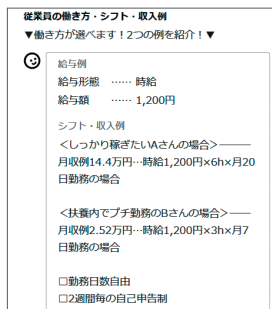 従業員の働き方・シフト・収入例
▼働き方が選べます！2つの例を紹介！▼
給与例
給与形態 …… 時給
給与額 …… 1,200円
シフト・収入例
＜しっかり稼ぎたいAさんの場合＞――
月収例14.4万円…時給1,200円×6h×月20
日勤務の場合
＜扶養内でプチ勤務のBさんの場合＞――
月収例2.52万円…時給1,200円×3h×月7
日勤務の場合
□勤務日数自由
□2週間毎の自己申告制